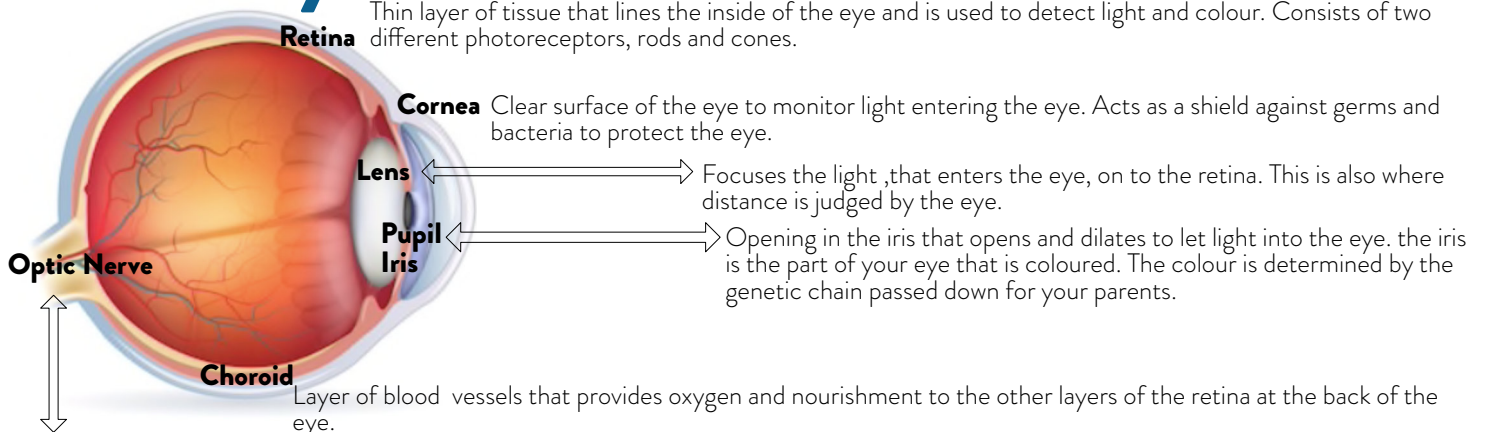 Thin layer of tissue that lines the inside of the eye and is used to detect light and colour. Consists of two
Retina different photoreceptors, rods and cones.
Cornea Clear surface of the eye to monitor light entering the eye. Acts as a shield against germs and
bacteria to protect the eye.
Lens
Focuses the light ,that enters the eye, on to the retina. This is also where
distance is judged by the eye.
Pupil
Iris
Opening in the iris that opens and dilates to let light into the eye. the iris
is the part of your eye that is coloured. The colour is determined by the
genetic chain passed down for your parents.
Optic Nerve
Choroid
Layer of blood vessels that provides oxygen and nourishment to the other layers of the retina at the back of the
eye.